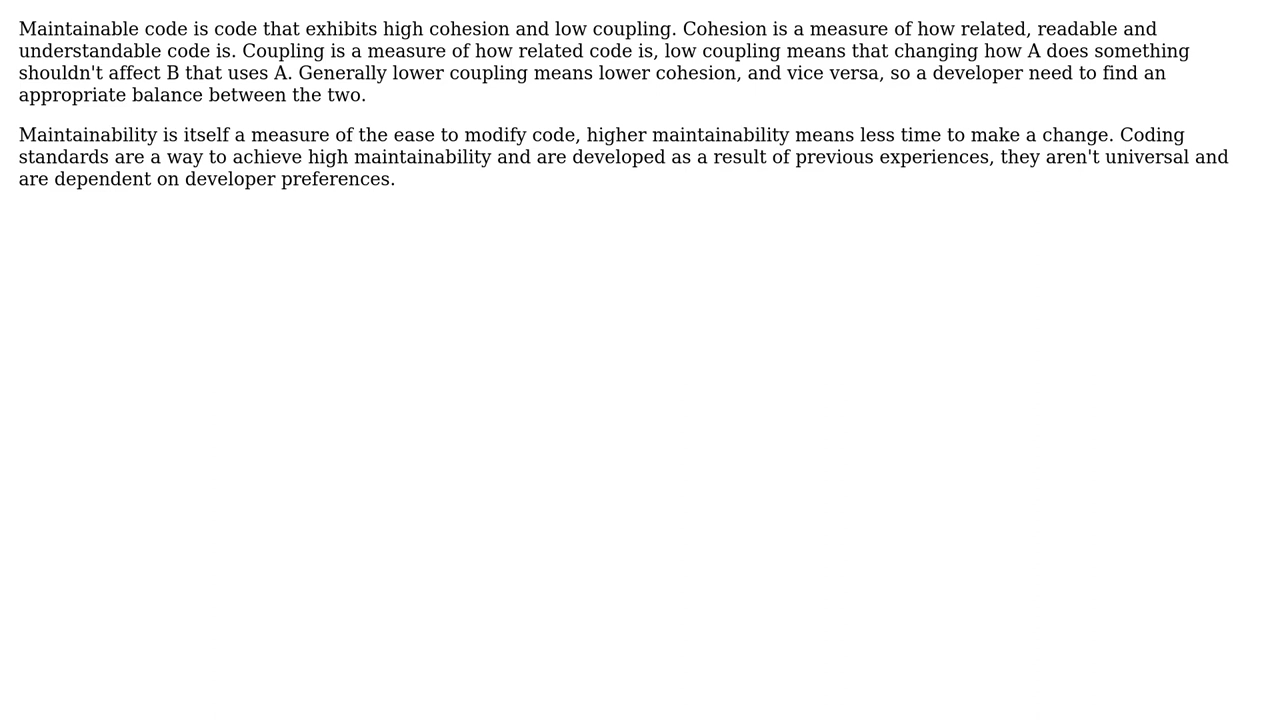 Maintainable code is code that exhibits high cohesion and low coupling. Cohesion is a measure of how related, readable and
understandable code is. Coupling is a measure of how related code is, low coupling means that changing how A does something
shouldn't affect B that uses A. Generally lower coupling means lower cohesion, and vice versa, so a developer need to find an
appropriate balance between the two.
Maintainability is itself a measure of the ease to modify code, higher maintainability means less time to make a change. Coding
standards are a way to achieve high maintainability and are developed as a result of previous experiences, they aren't universal and
are dependent on developer preferences.